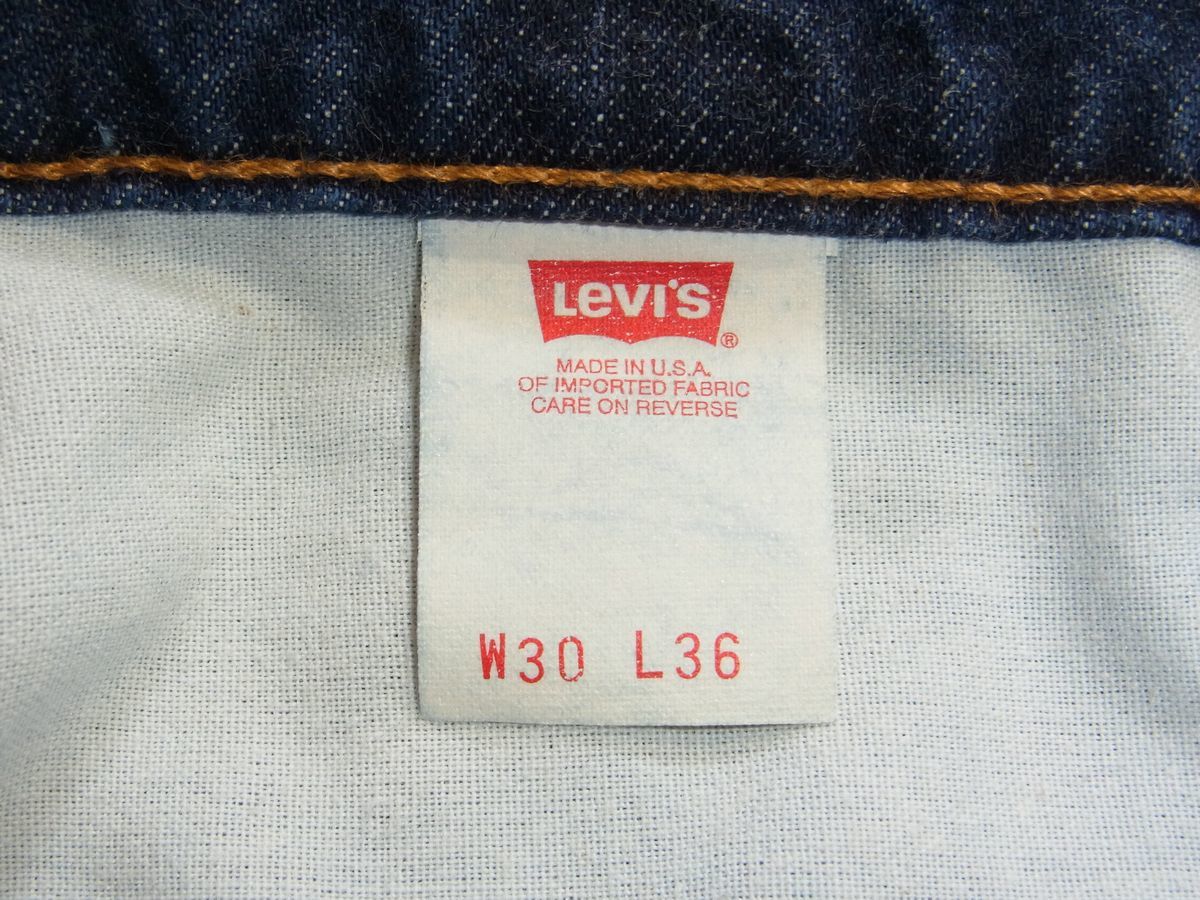 LEVI'S ®
MADE IN U.S.A.
OF IMPORTED FABRIC
CARE ON REVERSE
W30 L36